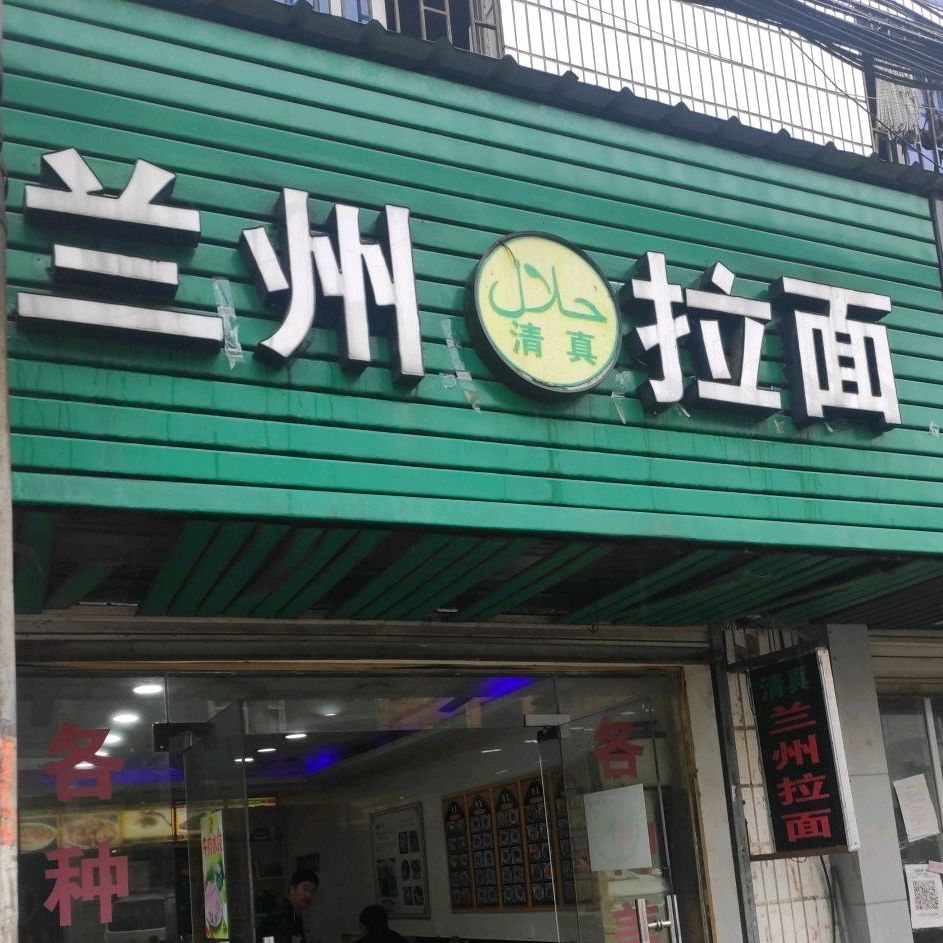 兰州 حلال 拉面
清真
清真兰州拉面
各种
各